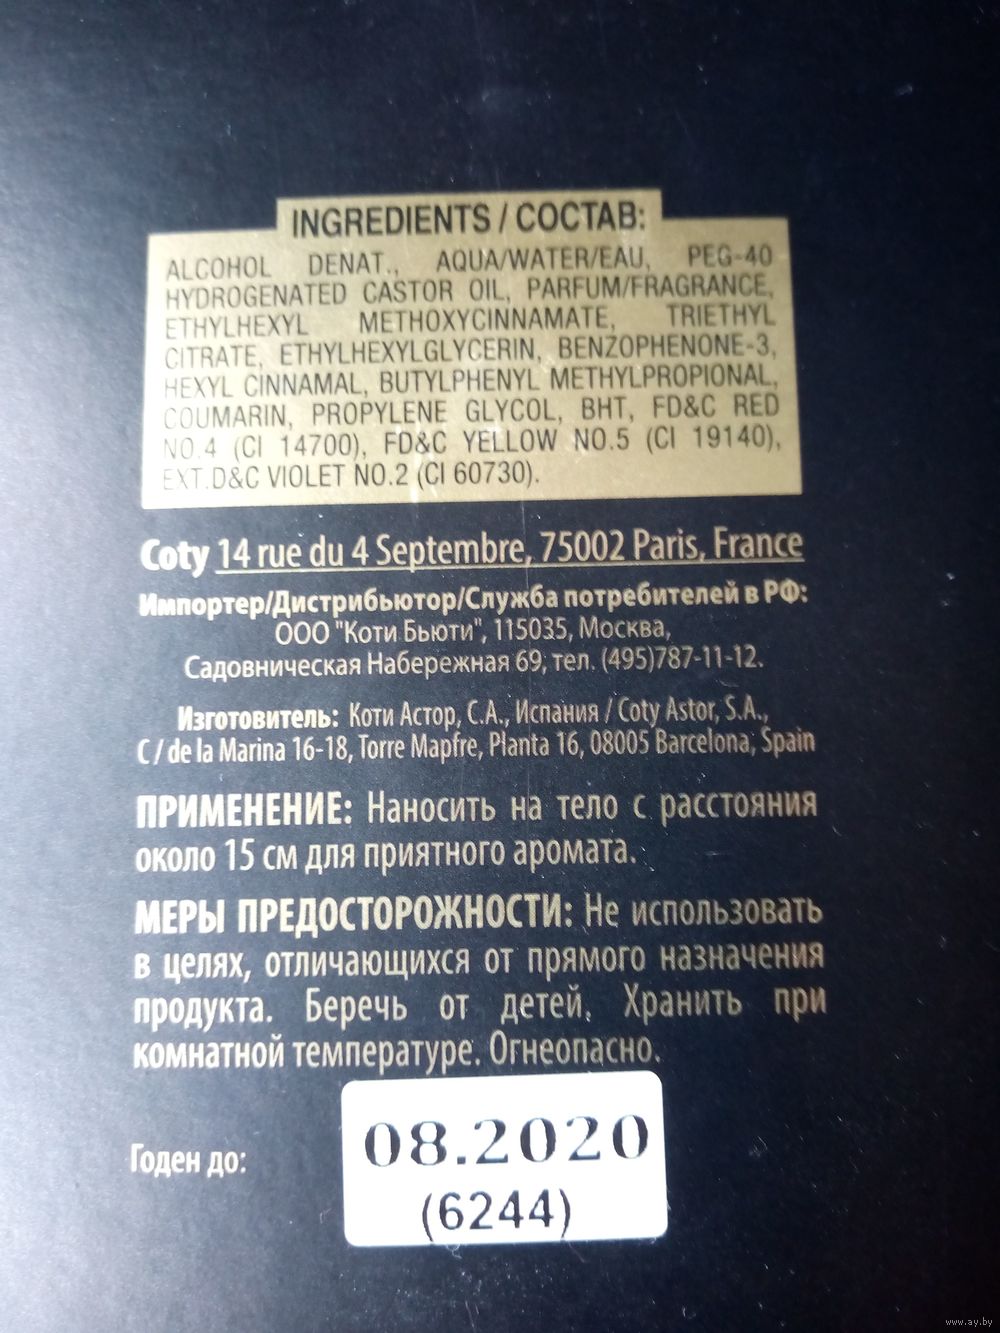 INGREDIENTS / СОСТАВ:
ALCOHOL DENAT., AQUA/WATER/EAU, PEG-40
HYDROGENATED CASTOR OIL, PARFUM/FRAGRANCE,
ETHYLHEXYL METHOXYCINNAMATE, TRIETHYL
CITRATE, ETHYLHEXYLGLYCERIN, BENZOPHENONE-3,
HEXYL CINNAMAL, BUTYLPHENYL METHYLPROPIONAL,
COUMARIN, PROPYLENE GLYCOL, BHT, FD&C RED
NO.4 (CI 14700), FD&C YELLOW NO.5 (CI 19140),
EXT.D&C VIOLET NO.2 (CI 60730).
Coty 14 rue du 4 Septembre, 75002 Paris, France
Импортер/Дистрибьютор/Служба потребителей в РФ:
ООО "Коти Бьюти", 115035, Москва,
Садовническая Набережная 69, тел. (495)787-11-12.
Изготовитель: Коти Астор, С.А., Испания / Coty Astor, S.A.,
C / de la Marina 16-18, Torre Mapfre, Planta 16, 08005 Barcelona, Spain
ПРИМЕНЕНИЕ: Наносить на тело с расстояния
около 15 см для приятного аромата.
МЕРЫ ПРЕДОСТОРОЖНОСТИ: Не использовать
в целях, отличающихся от прямого назначения
продукта. Беречь от детей. Хранить при
комнатной температуре. Огнеопасно.
Годен до:
08.2020
(6244)
www.ay.by